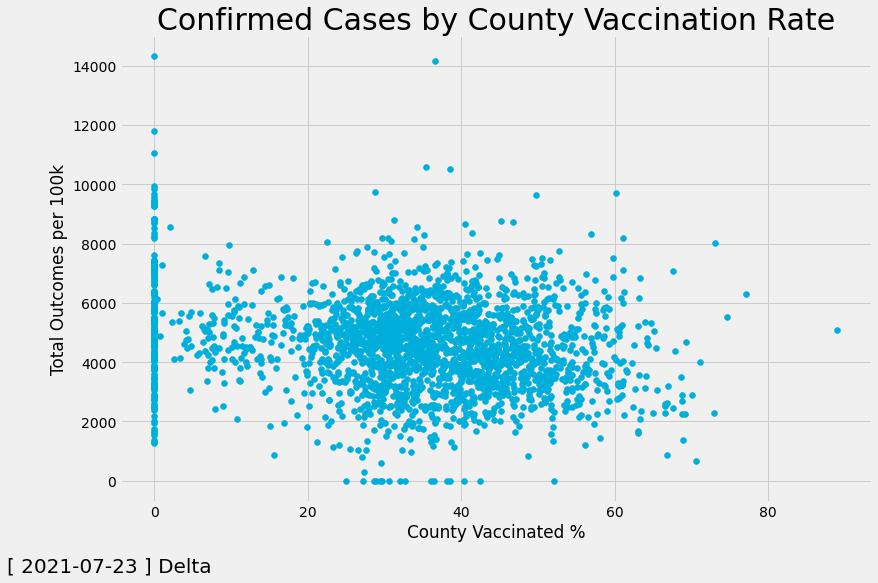 Confirmed Cases by County Vaccination Rate
14000
12000
10000
8000
6000
4000
2000
0
Total Outcomes per 100k
0 20 40 60 80
County Vaccinated %
[ 2021-07-23 ] Delta